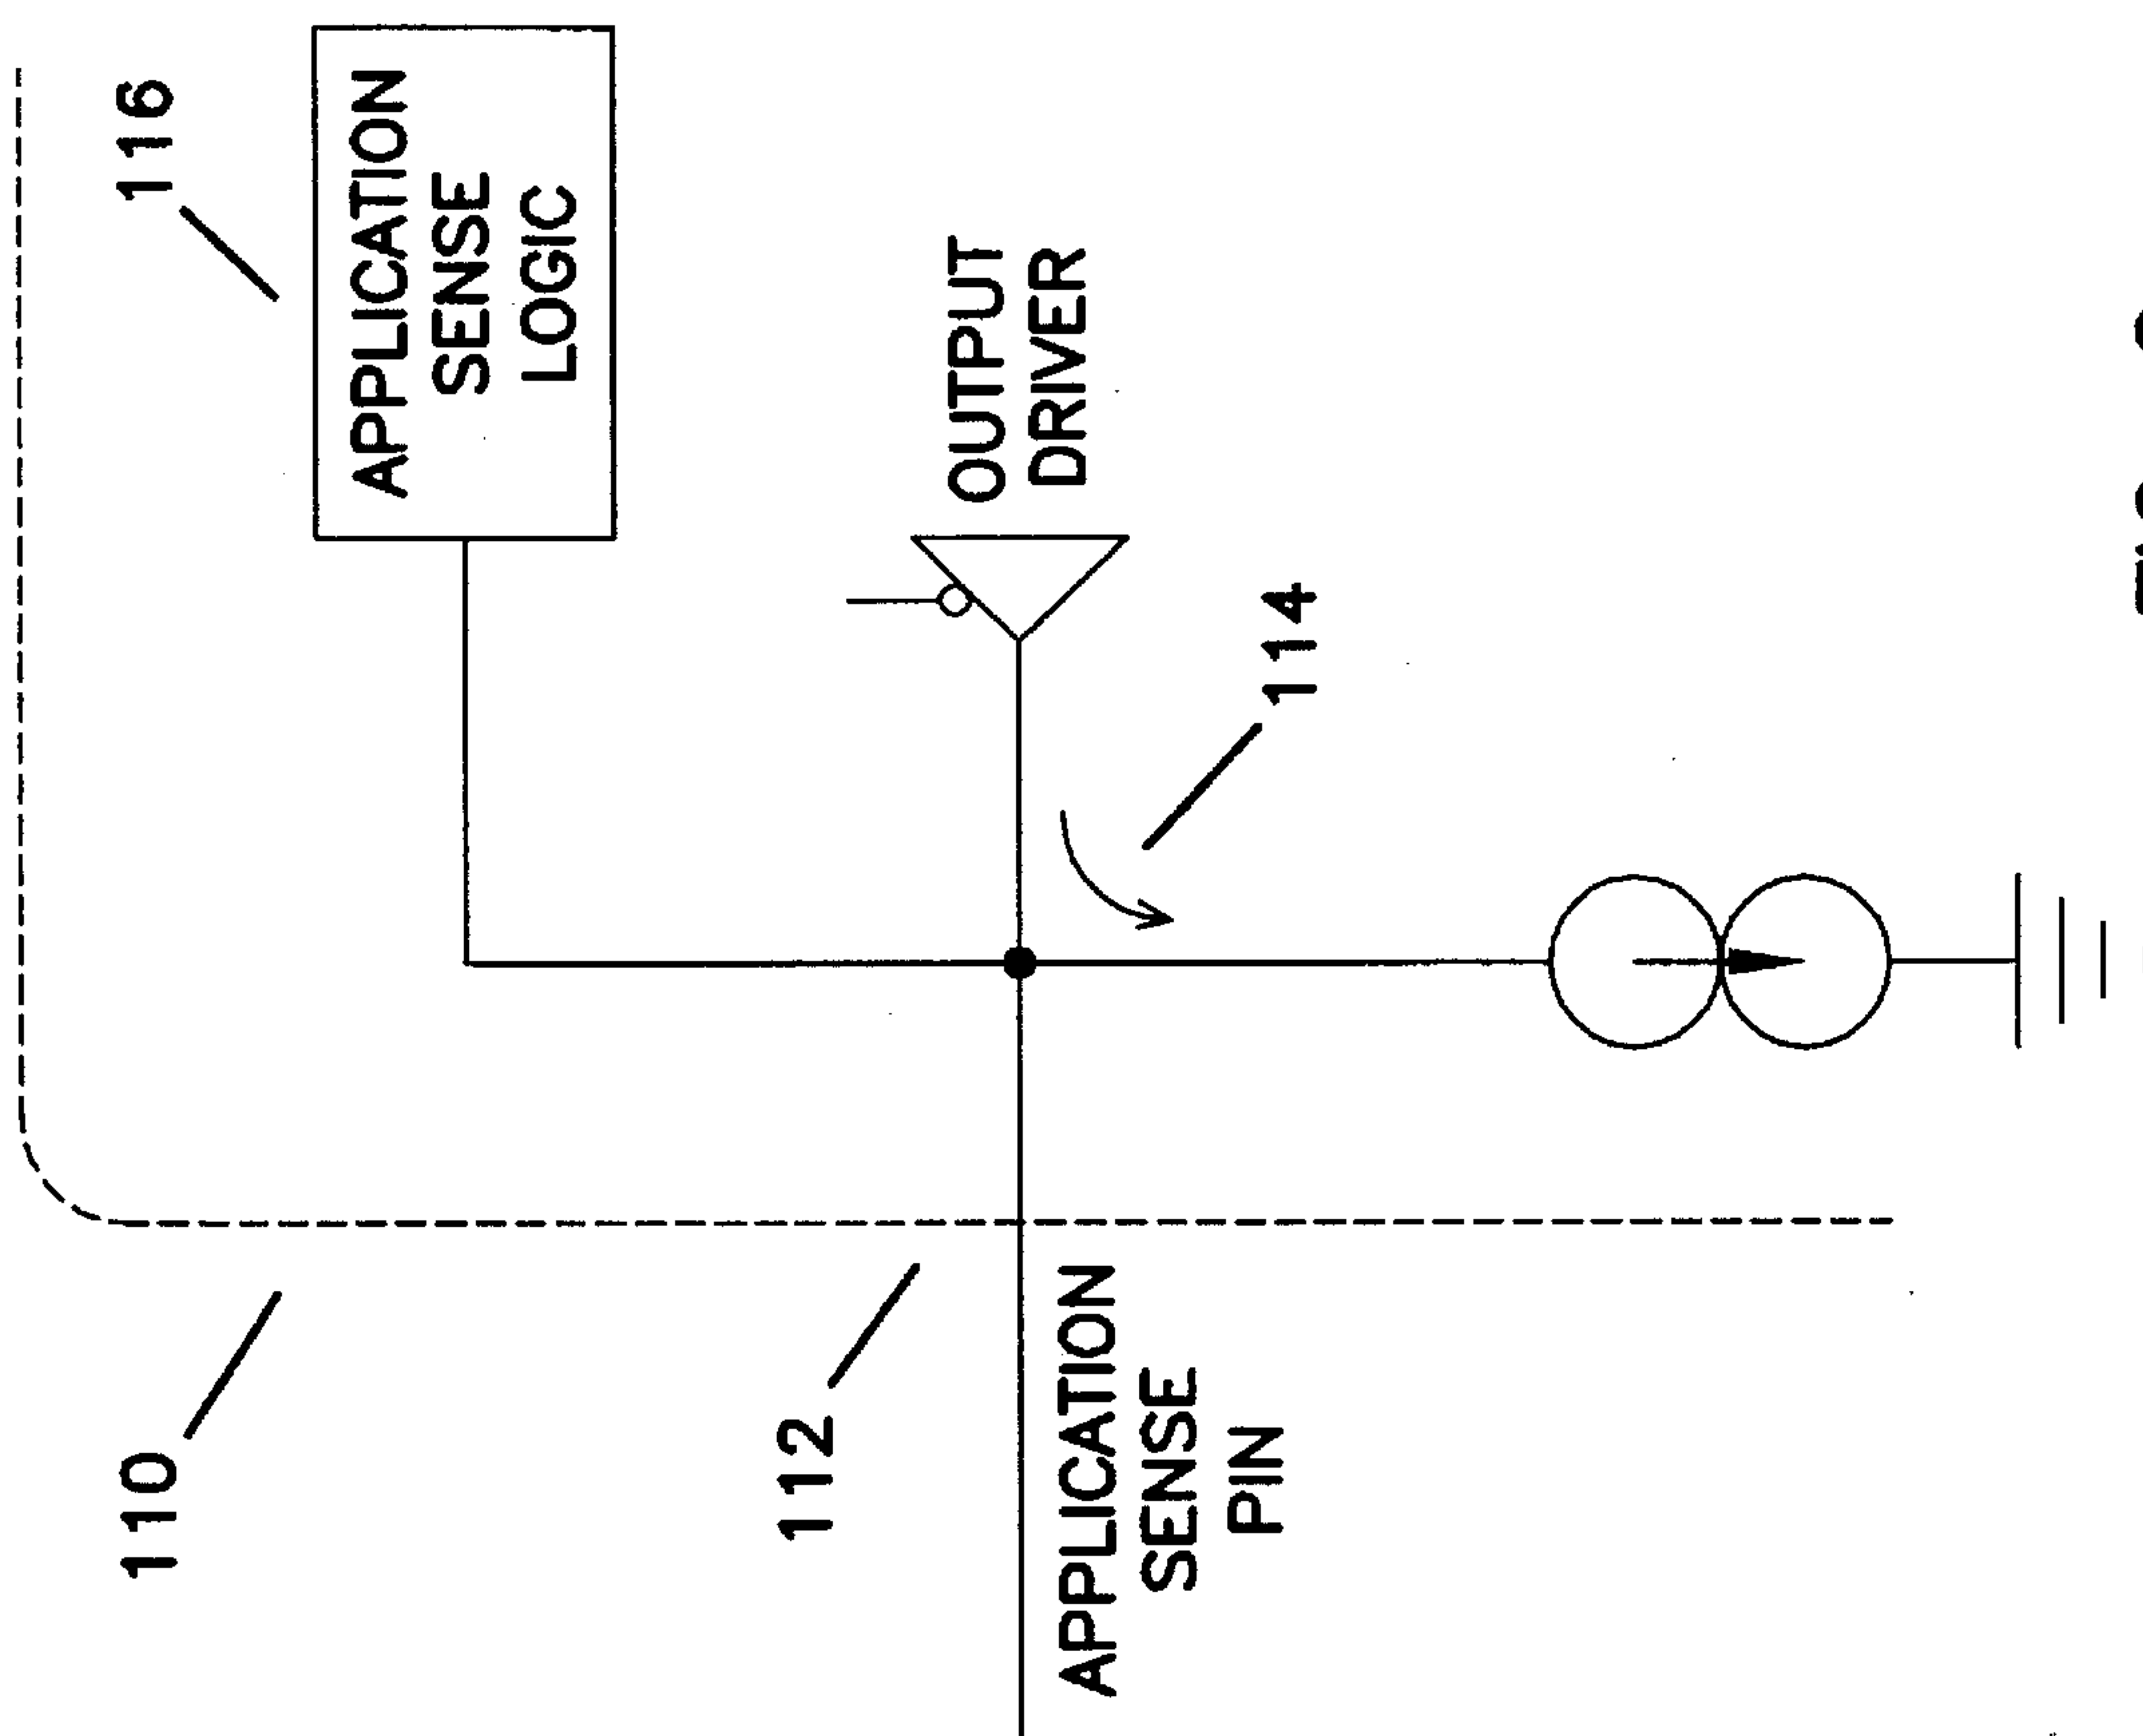 110
116
112
APPLICATION
SENSE
LOGIC
OUTPUT
DRIVER
APPLICATION
SENSE
PIN
114